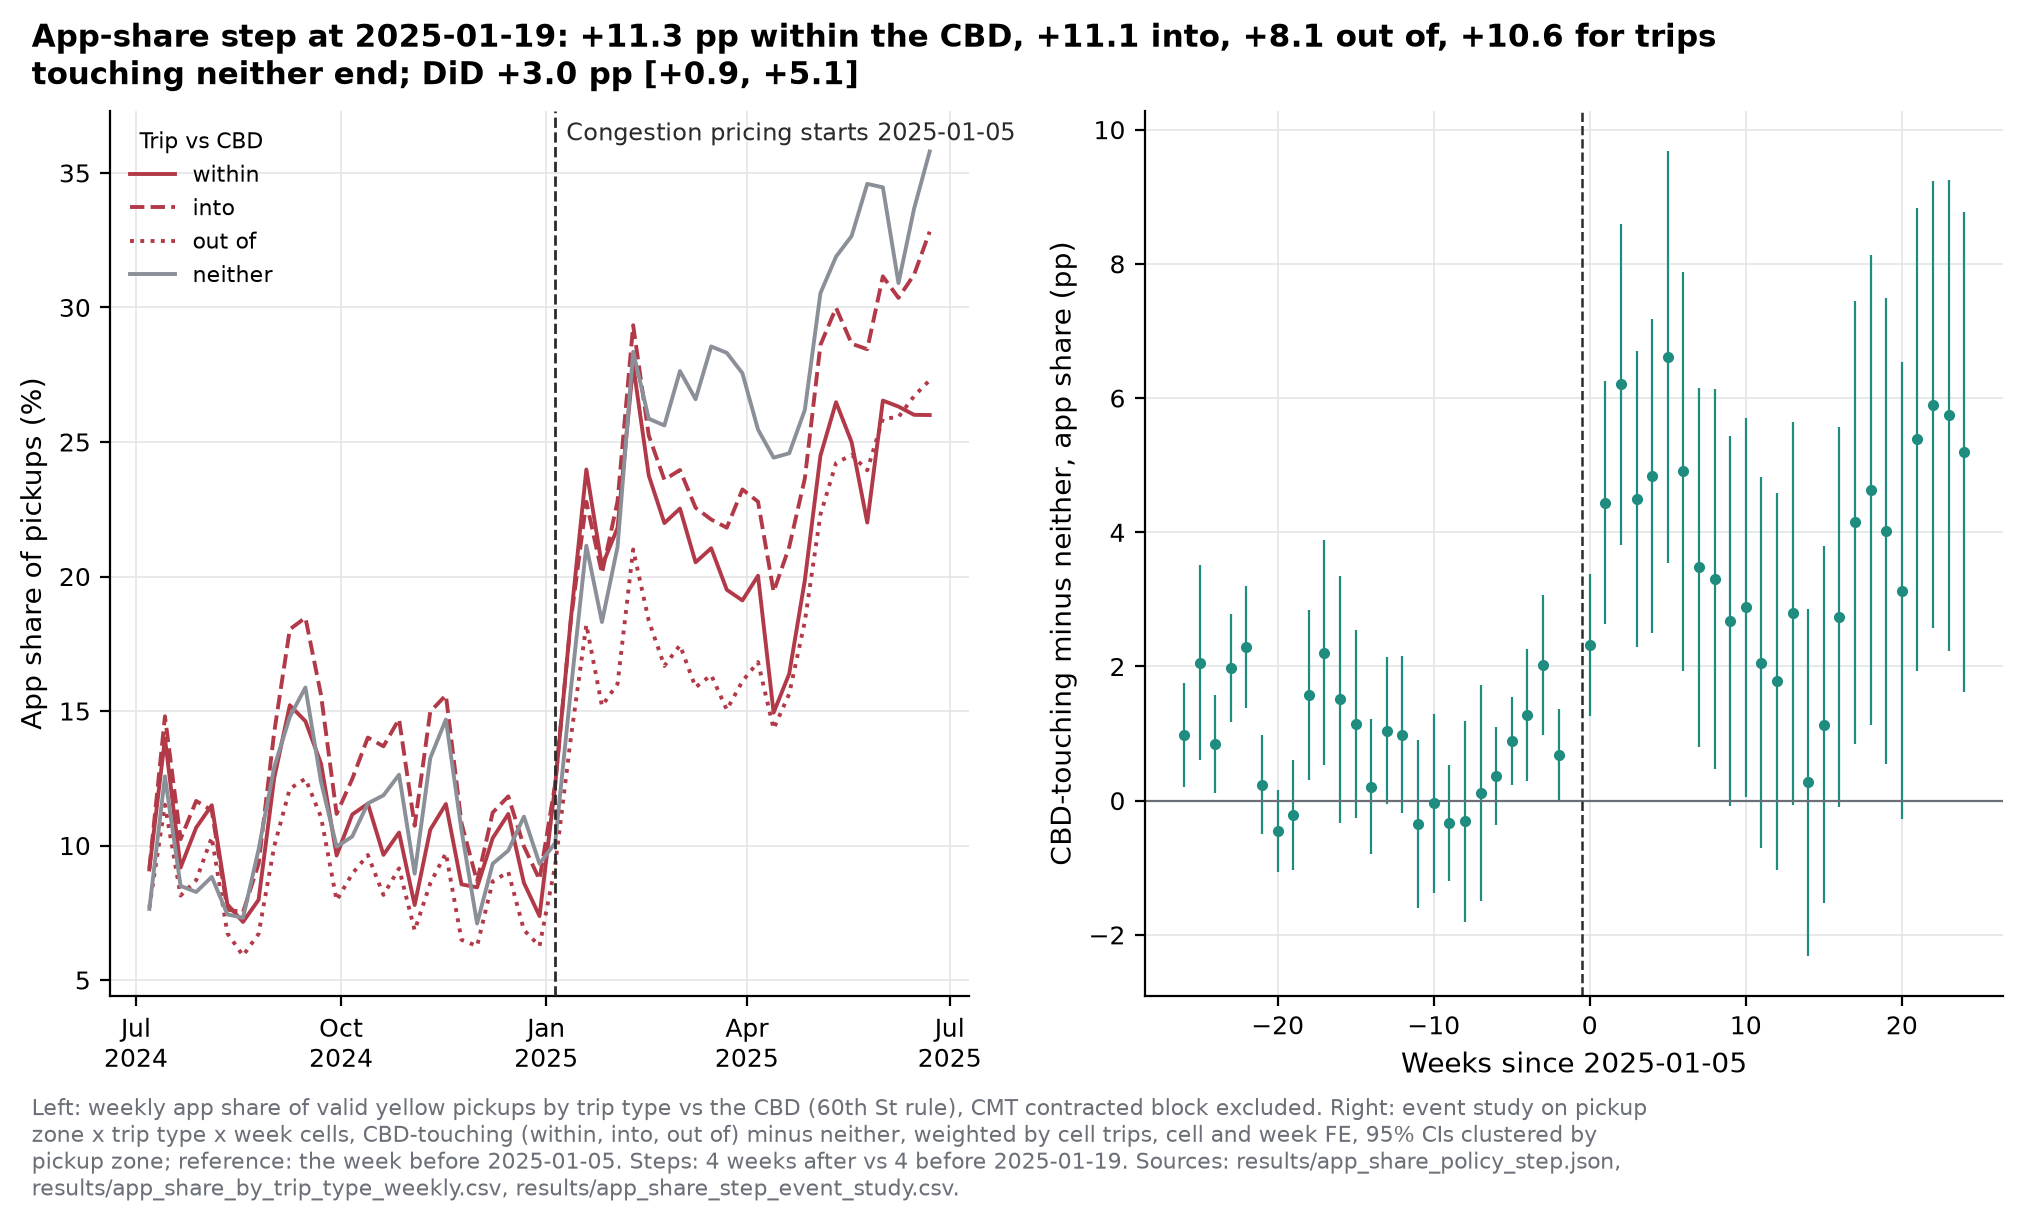 App-share step at 2025-01-19: +11.3 pp within the CBD, +11.1 into, +8.1 out of, +10.6 for trips
touching neither end; DiD +3.0 pp [+0.9, +5.1]
App share of pickups (%)
35
30
25
20
15
10
5
Trip vs CBD
within
into
out of
neither
Congestion pricing starts 2025-01-05
Jul
2024
Oct
2024
Jan
2025
Apr
2025
Jul
2025
CBD-touching minus neither, app share (pp)
10
8
6
4
2
0
−2
−20
−10
0
10
20
Weeks since 2025-01-05
Left: weekly app share of valid yellow pickups by trip type vs the CBD (60th St rule), CMT contracted block excluded. Right: event study on pickup
zone x trip type x week cells, CBD-touching (within, into, out of) minus neither, weighted by cell trips, cell and week FE, 95% CIs clustered by
pickup zone; reference: the week before 2025-01-05. Steps: 4 weeks after vs 4 before 2025-01-19. Sources: results/app_share_policy_step.json,
results/app_share_by_trip_type_weekly.csv, results/app_share_step_event_study.csv.